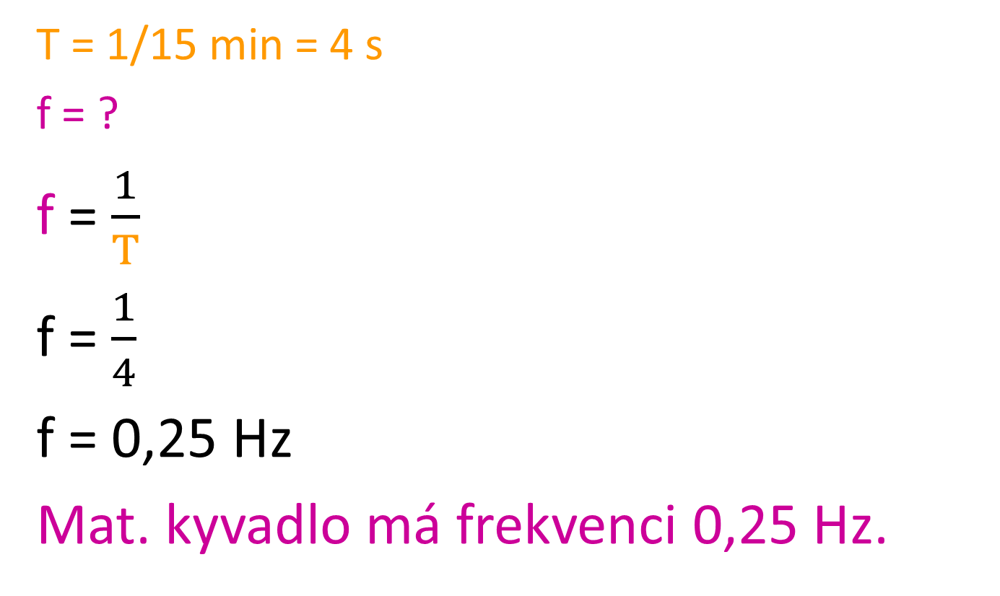 T = 1/15 min = 4 s
f = ?
f = 1/T
f = 1/4
f = 0,25 Hz
Mat. kyvadlo má frekvenci 0,25 Hz.